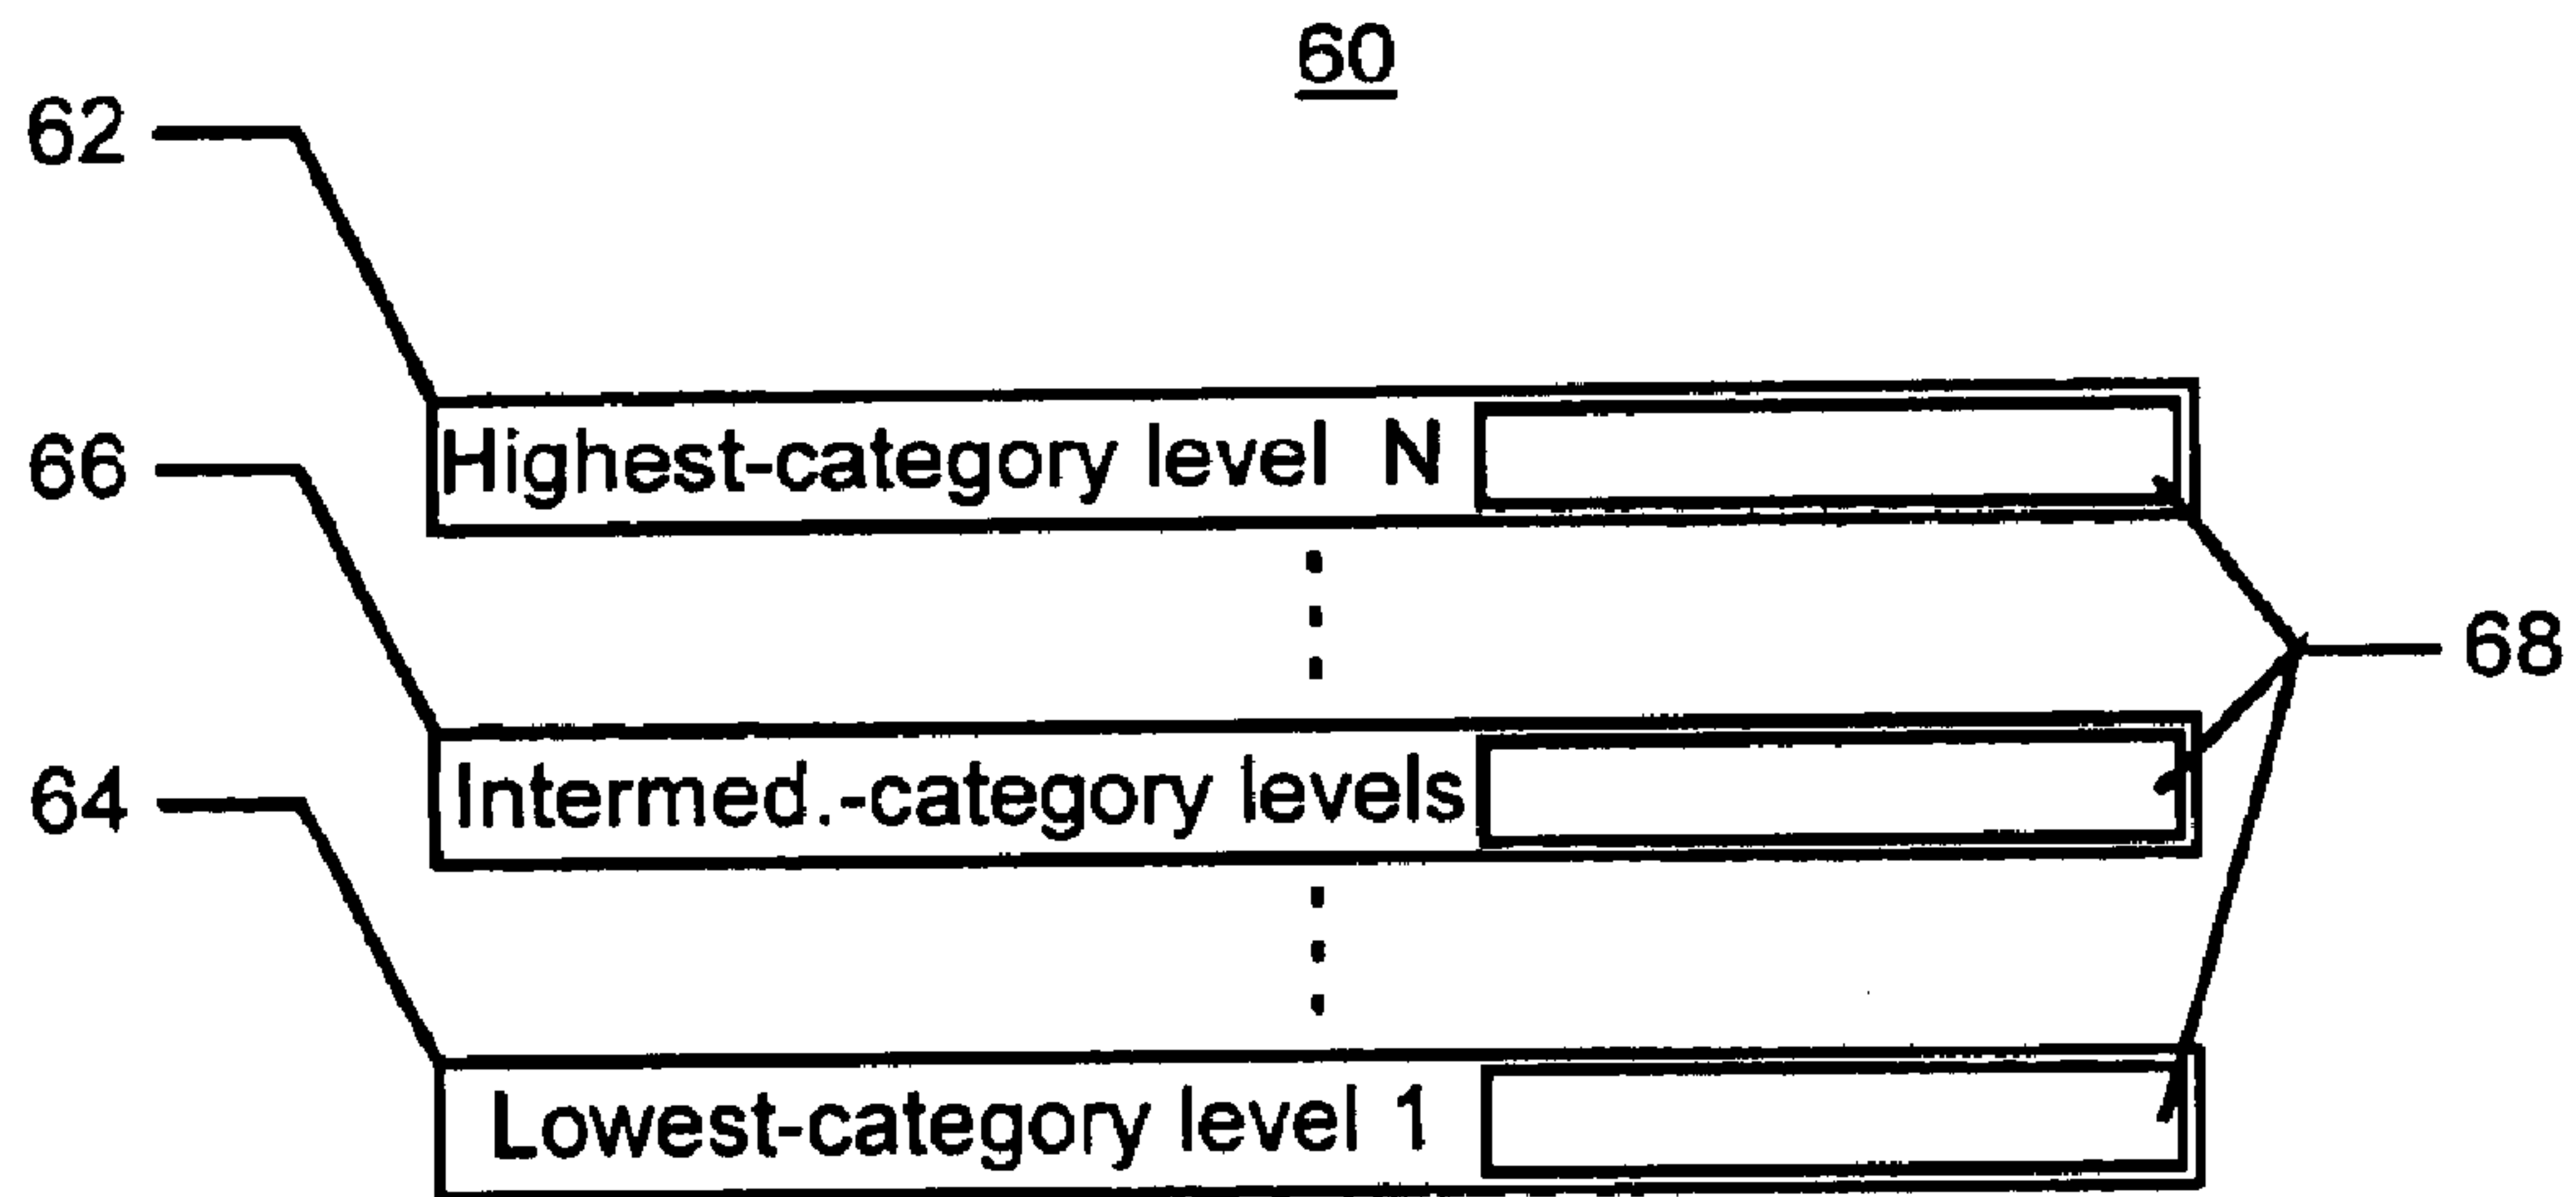 60
62
Highest-category level N
66
68
Intermed.-category levels
64
Lowest-category level 1